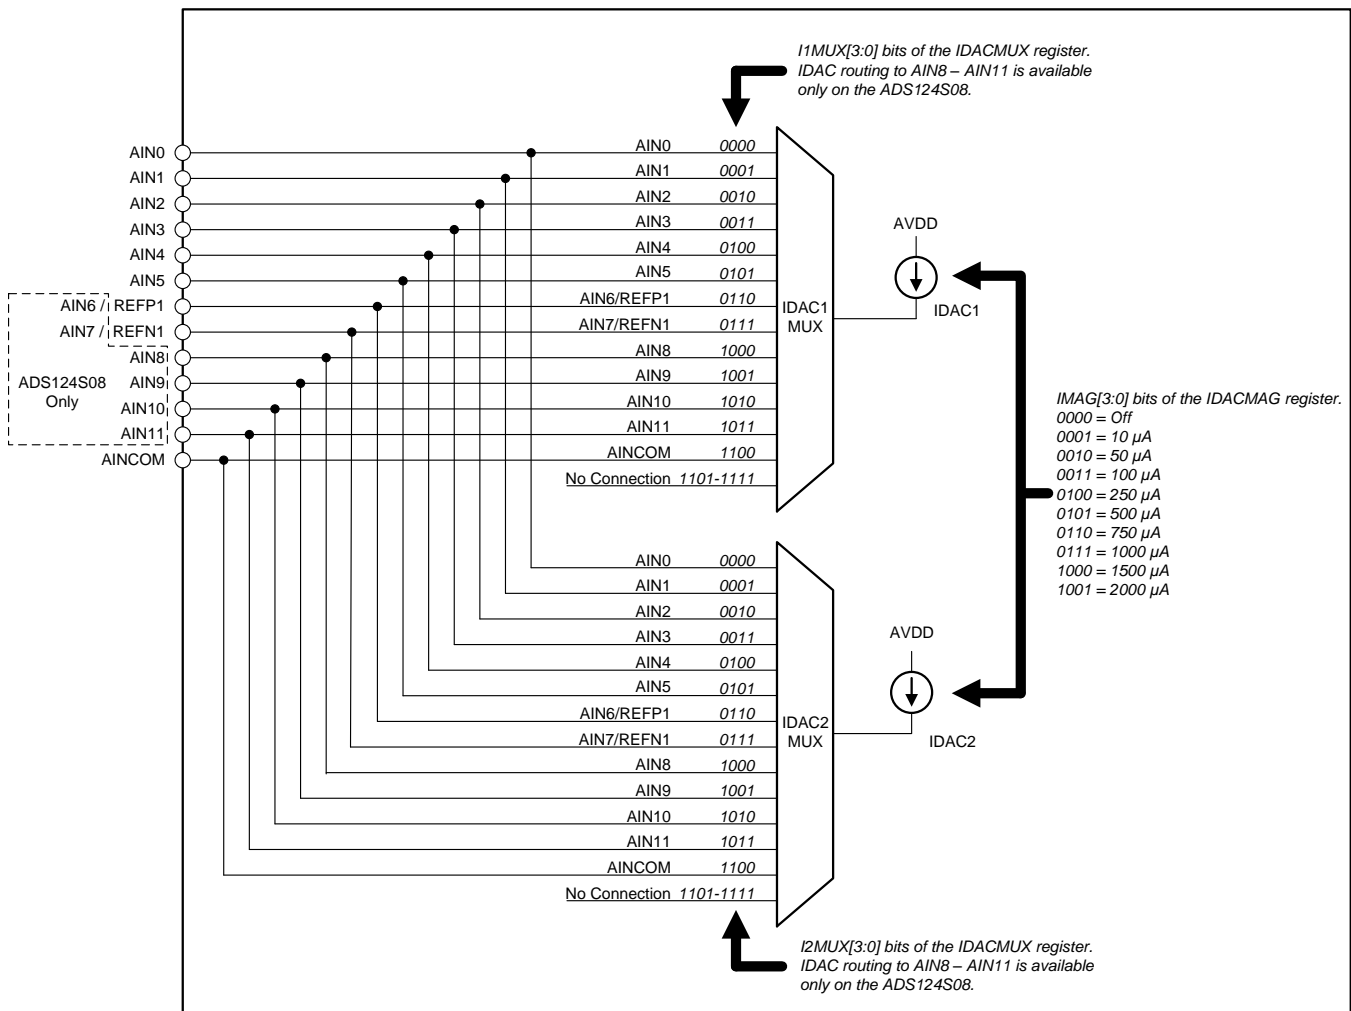 I1MUX[3:0] bits of the IDACMUX register.
IDAC routing to AIN8 – AIN11 is available
only on the ADS124S08.
AIN0
AIN1
AIN2
AIN3
AIN4
AIN5
AIN6 / REFP1
AIN7 / REFN1
AIN8
AIN9
AIN10
AIN11
AINCOM
ADS124S08
Only
AIN0 0000
AIN1 0001
AIN2 0010
AIN3 0011
AIN4 0100
AIN5 0101
AIN6/REFP1 0110
AIN7/REFN1 0111
AIN8 1000
AIN9 1001
AIN10 1010
AIN11 1011
AINCOM 1100
No Connection 1101-1111
IDAC1
MUX
AVDD
IDAC1
IMAG[3:0] bits of the IDACMAG register.
0000 = Off
0001 = 10 µA
0010 = 50 µA
0011 = 100 µA
0100 = 250 µA
0101 = 500 µA
0110 = 750 µA
0111 = 1000 µA
1000 = 1500 µA
1001 = 2000 µA
AIN0 0000
AIN1 0001
AIN2 0010
AIN3 0011
AIN4 0100
AIN5 0101
AIN6/REFP1 0110
AIN7/REFN1 0111
AIN8 1000
AIN9 1001
AIN10 1010
AIN11 1011
AINCOM 1100
No Connection 1101-1111
IDAC2
MUX
AVDD
IDAC2
I2MUX[3:0] bits of the IDACMUX register.
IDAC routing to AIN8 – AIN11 is available
only on the ADS124S08.